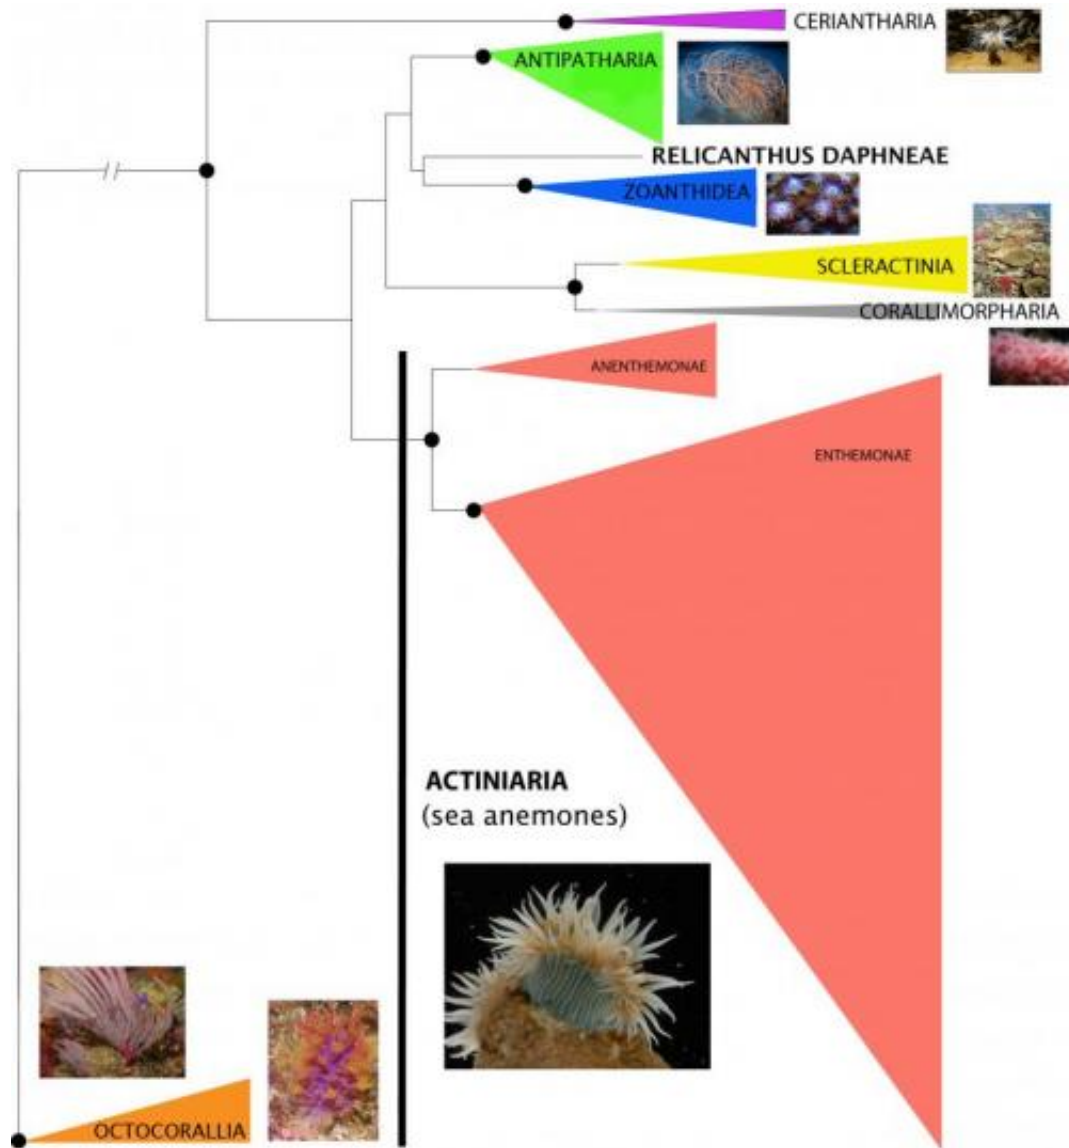 CERIANTHARIA
ANTIPATHARIA
RELICANTHUS DAPHNEAE
ZOANTHIDEA
SCLERACTINIA
CORALLIMORPHARIA
ANENTHEMONAE
ENTHEMONAE
ACTINIARIA
(sea anemones)
OCTOCORALLIA